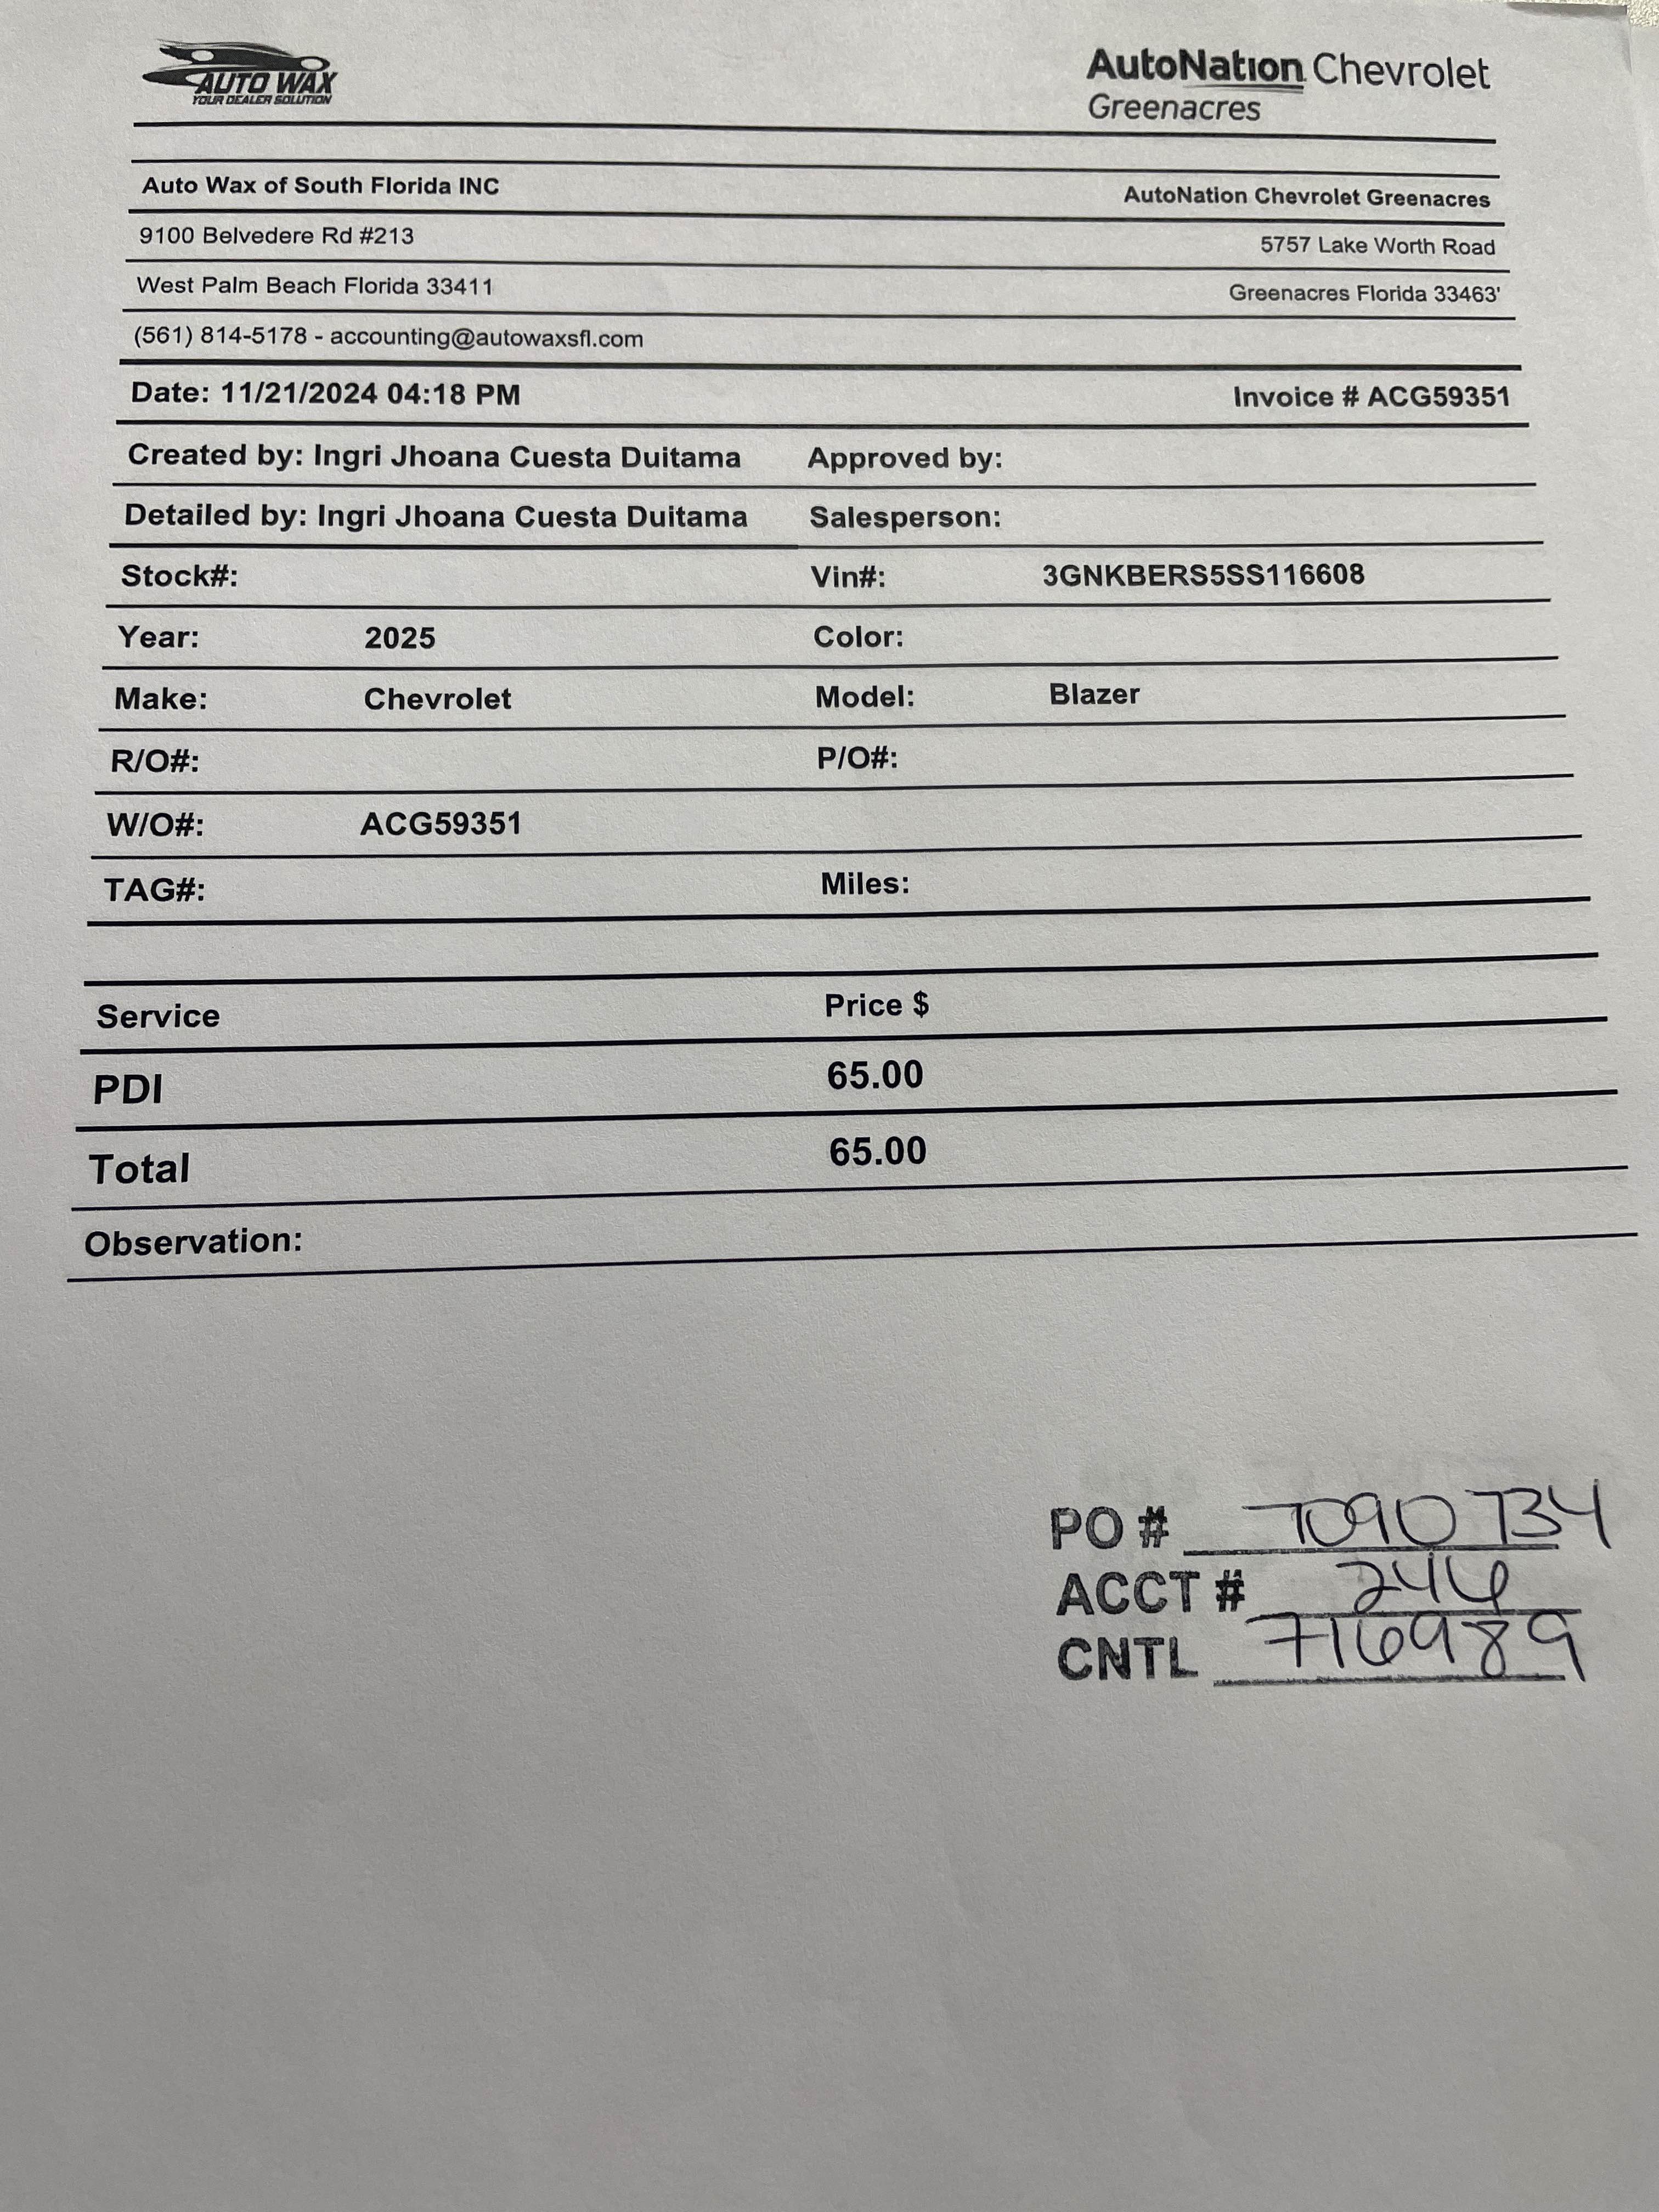 AUTO WAX
YOUR DEALER SOLUTION
AutoNation Chevrolet
Greenacres
Auto Wax of South Florida INC
AutoNation Chevrolet Greenacres
9100 Belvedere Rd #213
5757 Lake Worth Road
West Palm Beach Florida 33411
Greenacres Florida 33463'
(561) 814-5178 - accounting@autowaxsfl.com
Date: 11/21/2024 04:18 PM
Invoice # ACG59351
Created by: Ingri Jhoana Cuesta Duitama
Approved by:
Detailed by: Ingri Jhoana Cuesta Duitama
Salesperson:
Stock#:
Vin#: 3GNKBERS5SS116608
Year: 2025
Color:
Make: Chevrolet
Model: Blazer
R/O#:
P/O#:
W/O#: ACG59351
TAG#:
Miles:
Service Price $
PDI 65.00
Total 65.00
Observation:
PO # 7090734
ACCT # 246
CNTL 716989